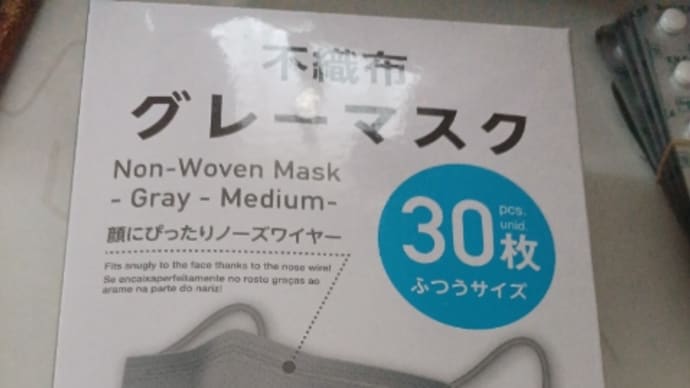 不織布
グレーマスク
Non-Woven Mask
- Gray - Medium-
顔にぴったりノーズワイヤー
Fits snugly to the face thanks to the nose wire!
Se encaixaperfeitamente no rosto graças ao
arame na parte do nariz!
30枚
pcs.
unid.
ふつうサイズ